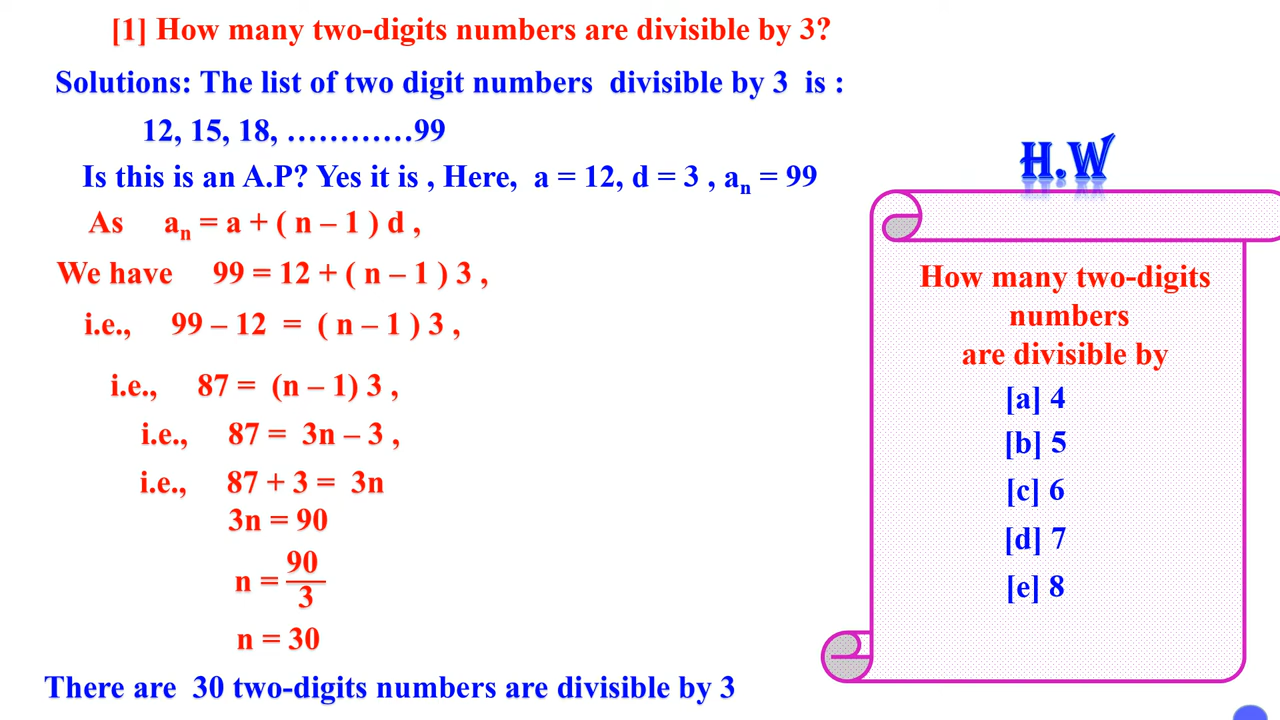 [1] How many two-digits numbers are divisible by 3?
Solutions: The list of two digit numbers divisible by 3 is :
12, 15, 18, …………99
Is this is an A.P? Yes it is , Here, a = 12, d = 3 , aₙ = 99
As aₙ = a + ( n – 1 ) d ,
We have 99 = 12 + ( n – 1 ) 3 ,
i.e., 99 – 12 = ( n – 1 ) 3 ,
i.e., 87 = (n – 1) 3 ,
i.e., 87 = 3n – 3 ,
i.e., 87 + 3 = 3n
3n = 90
n = 90/3
n = 30
There are 30 two-digits numbers are divisible by 3
H.W
How many two-digits
numbers
are divisible by
[a] 4
[b] 5
[c] 6
[d] 7
[e] 8